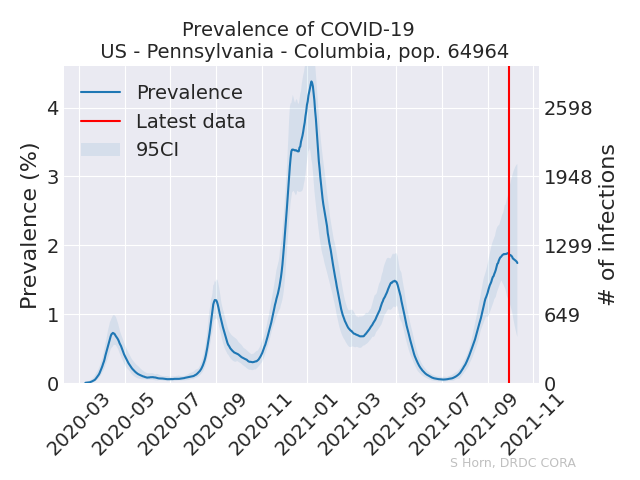 Prevalence of COVID-19
US - Pennsylvania - Columbia, pop. 64964
Prevalence
Latest data
95CI
Prevalence (%)
4
3
2
1
0
# of infections
2598
1948
1299
649
0
2020-03
2020-05
2020-07
2020-09
2020-11
2021-01
2021-03
2021-05
2021-07
2021-09
2021-11
S Horn, DRDC CORA